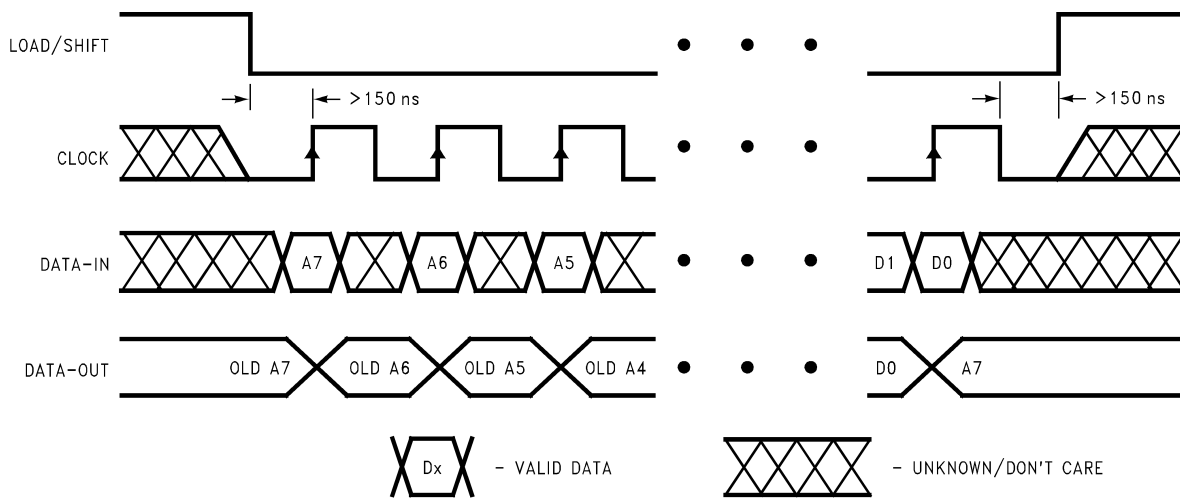 LOAD/SHIFT
>150 ns >150 ns
CLOCK
DATA-IN A7 A6 A5 D1 D0
DATA-OUT OLD A7 OLD A6 OLD A5 OLD A4 D0 A7
Dx - VALID DATA - UNKNOWN/DON'T CARE